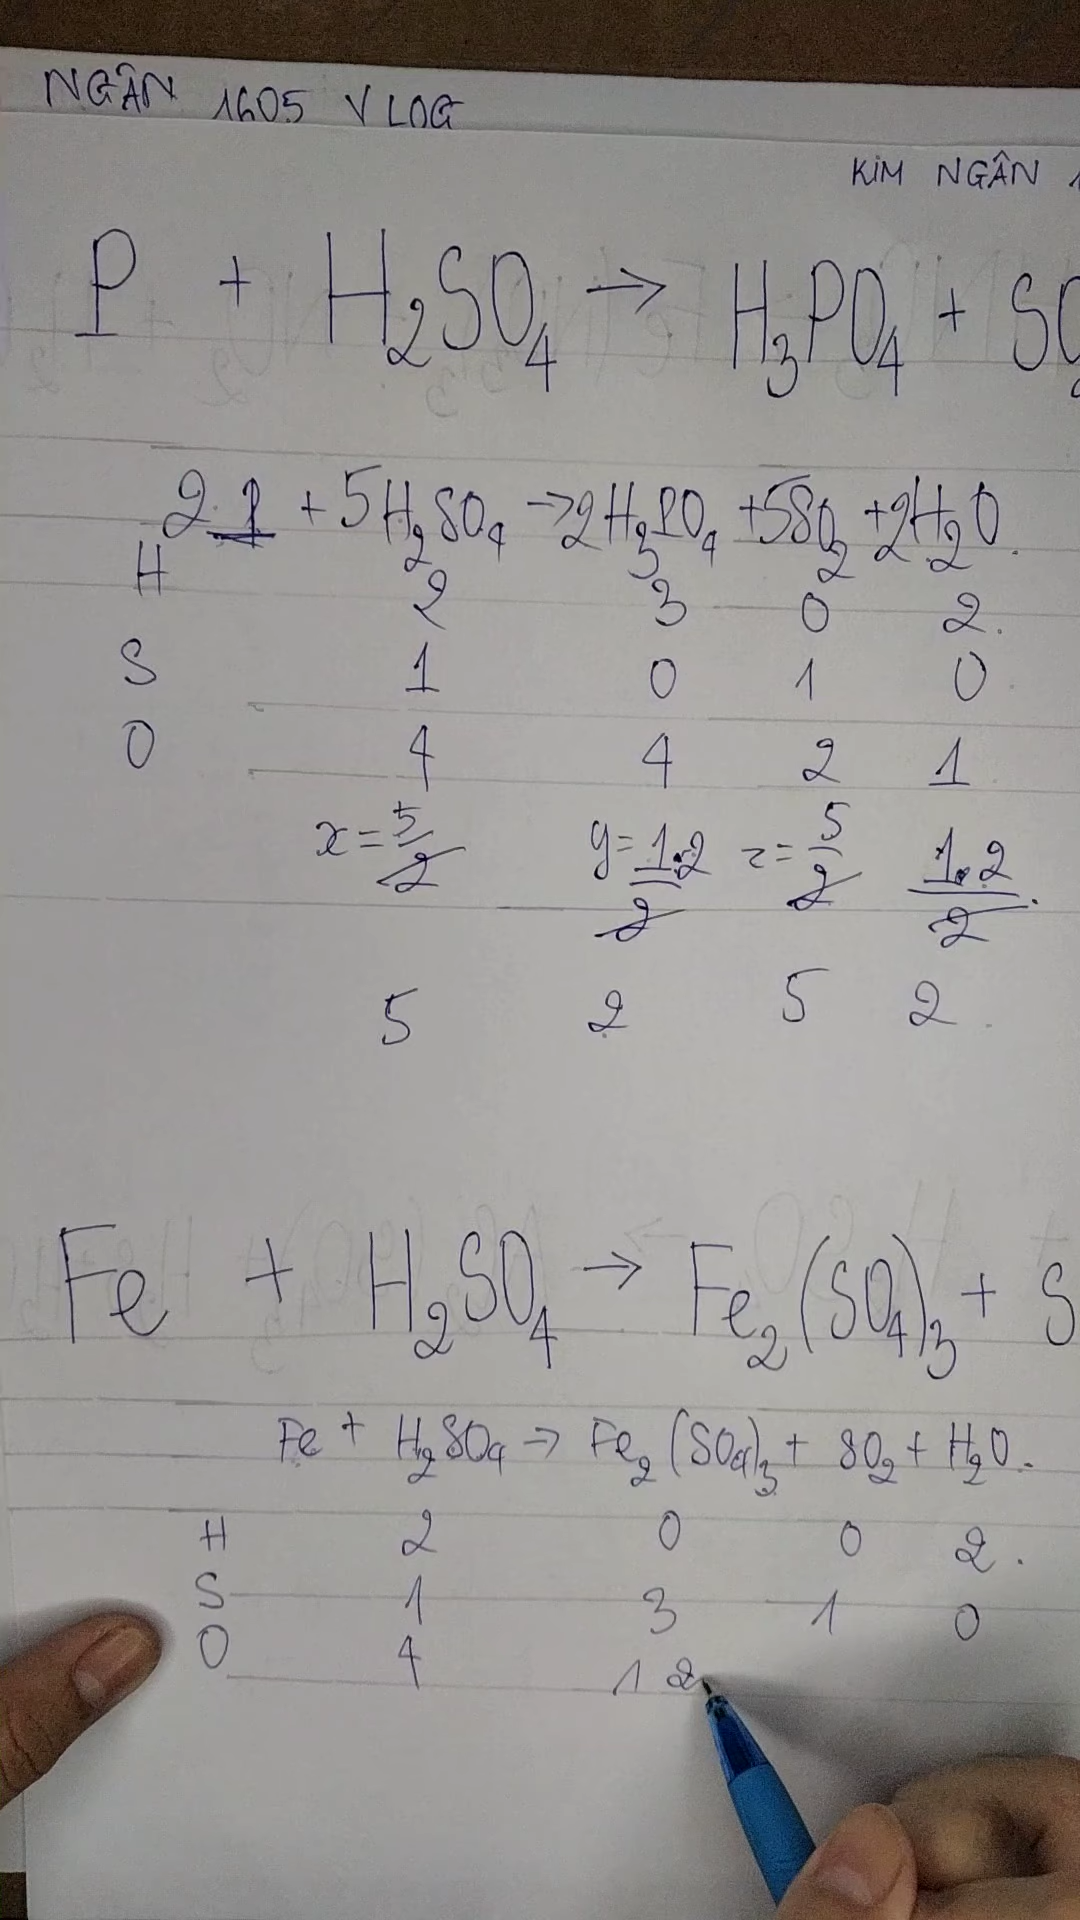 NGÂN 1605 VLOG
KIM NGÂN 1
P + H₂SO₄ → H₃PO₄ + SO₂
2.1 + 5H₂SO₄ → 2H₃PO₄ + 5SO₂ + 2H₂O.
H 2 3 0 2.
S 1 0 1 0
O 4 4 2 1
x = 5/2 y = 1.2/2 z = 5/2 1.2/2.
5 2 5 2.
Fe + H₂SO₄ → Fe₂(SO₄)₃ + S
Fe + H₂SO₄ → Fe₂(SO₄)₃ + SO₂ + H₂O.
H 2 0 0 2.
S 1 3 1 0
O 4 12